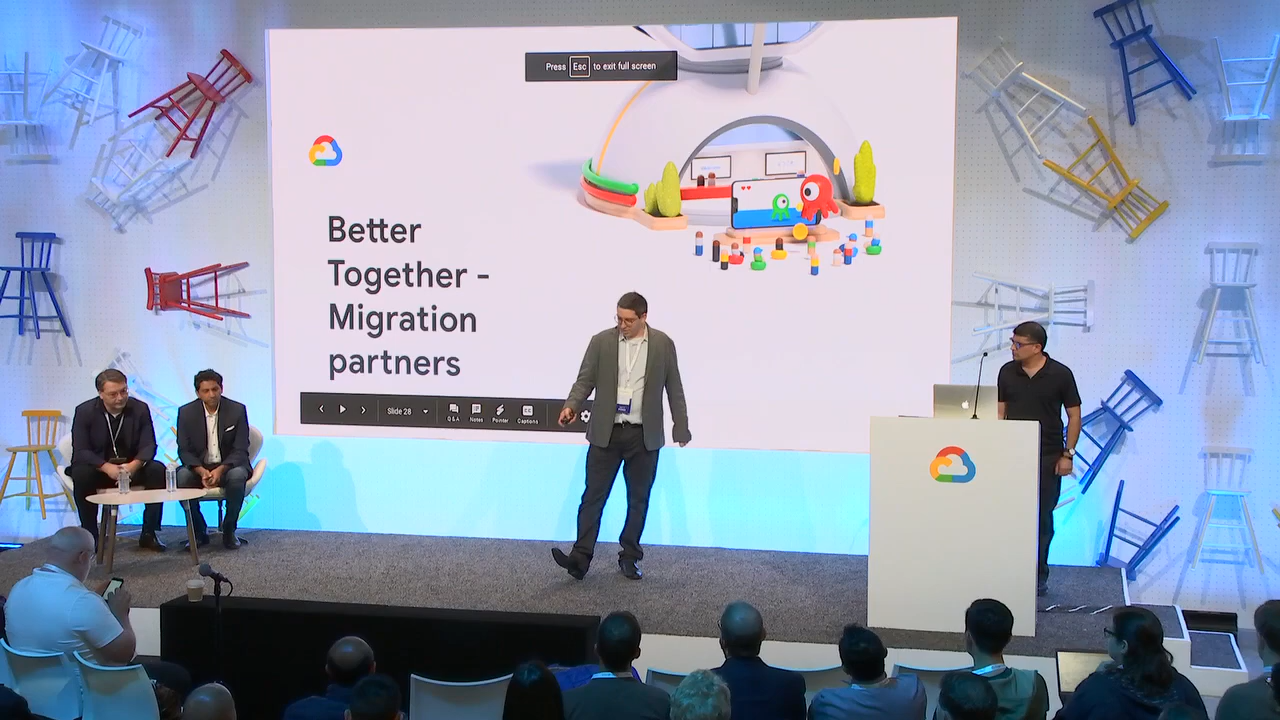 Press Esc to exit full screen
Better
Together -
Migration
partners
Slide 28
Q&A
Notes
Pointer
Captions